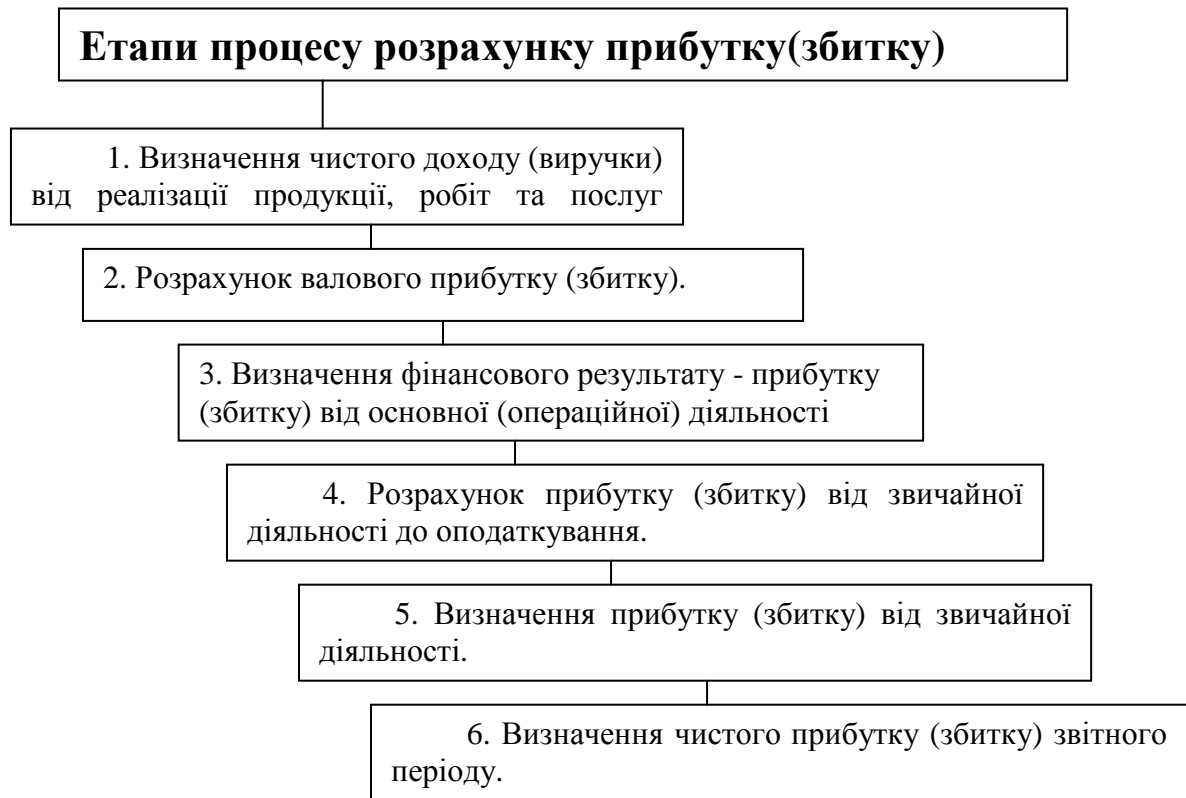 Етапи процесу розрахунку прибутку(збитку)
1. Визначення чистого доходу (виручки)
від реалізації продукції, робіт та послуг
2. Розрахунок валового прибутку (збитку).
3. Визначення фінансового результату - прибутку
(збитку) від основної (операційної) діяльності
4. Розрахунок прибутку (збитку) від звичайної
діяльності до оподаткування.
5. Визначення прибутку (збитку) від звичайної
діяльності.
6. Визначення чистого прибутку (збитку) звітного
періоду.